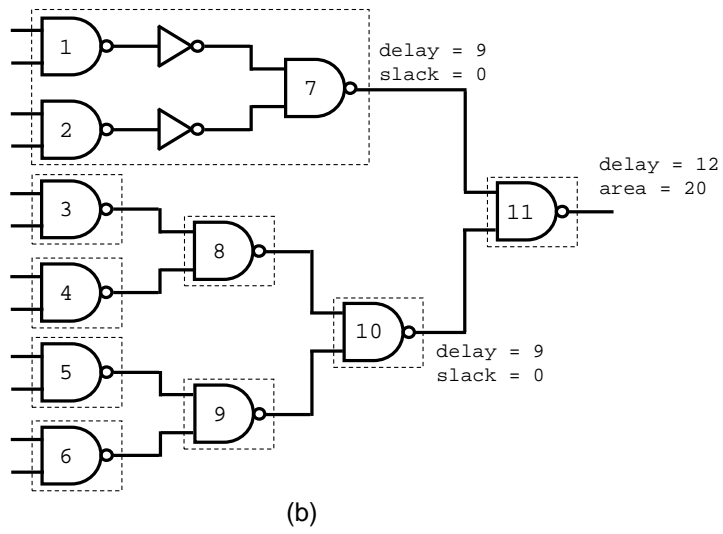 1
2
7
delay = 9
slack = 0
delay = 12
area = 20
3
4
8
11
5
6
9
10
delay = 9
slack = 0
(b)